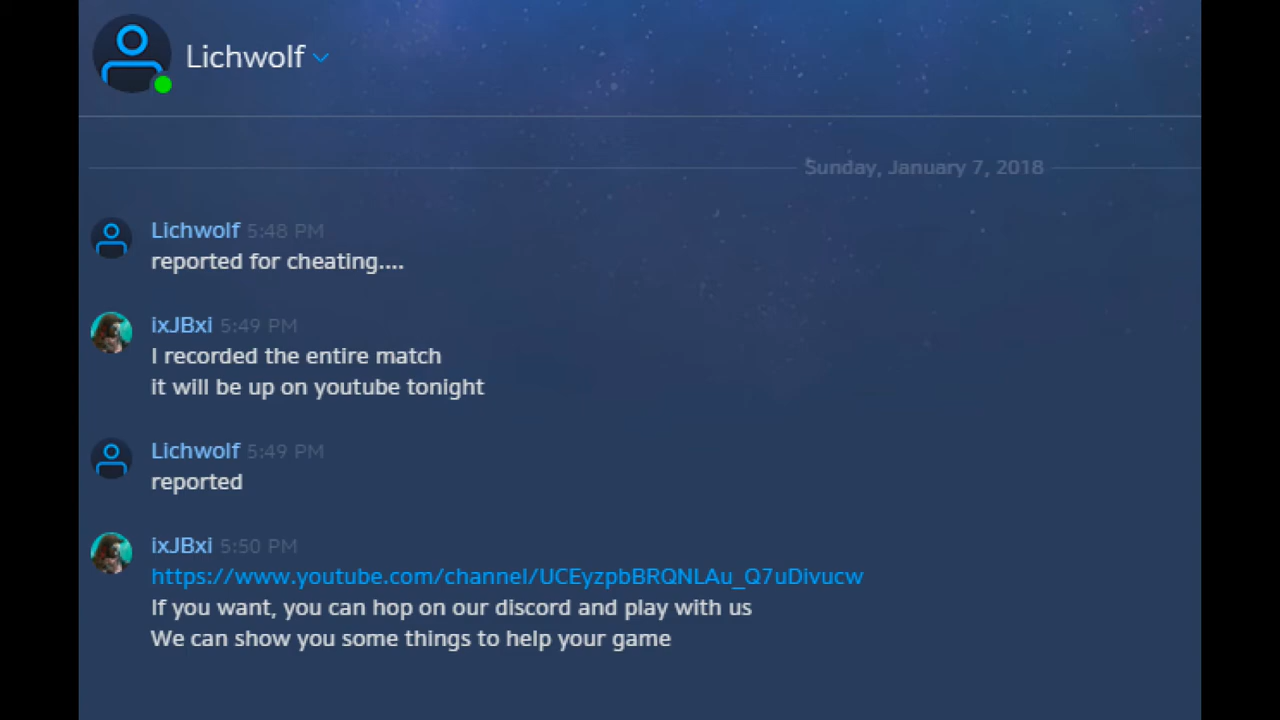 Lichwolf
Sunday, January 7, 2018
Lichwolf 5:48 PM
reported for cheating....
ixJBxi 5:49 PM
I recorded the entire match
it will be up on youtube tonight
Lichwolf 5:49 PM
reported
ixJBxi 5:50 PM
https://www.youtube.com/channel/UCEyzpbBRQNLAu_Q7uDivucw
If you want, you can hop on our discord and play with us
We can show you some things to help your game